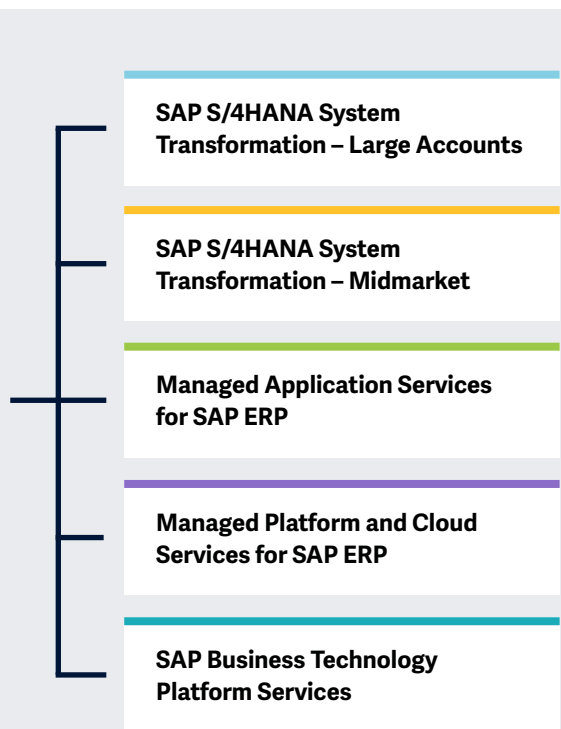 SAP S/4HANA System
Transformation – Large Accounts
SAP S/4HANA System
Transformation – Midmarket
Managed Application Services
for SAP ERP
Managed Platform and Cloud
Services for SAP ERP
SAP Business Technology
Platform Services